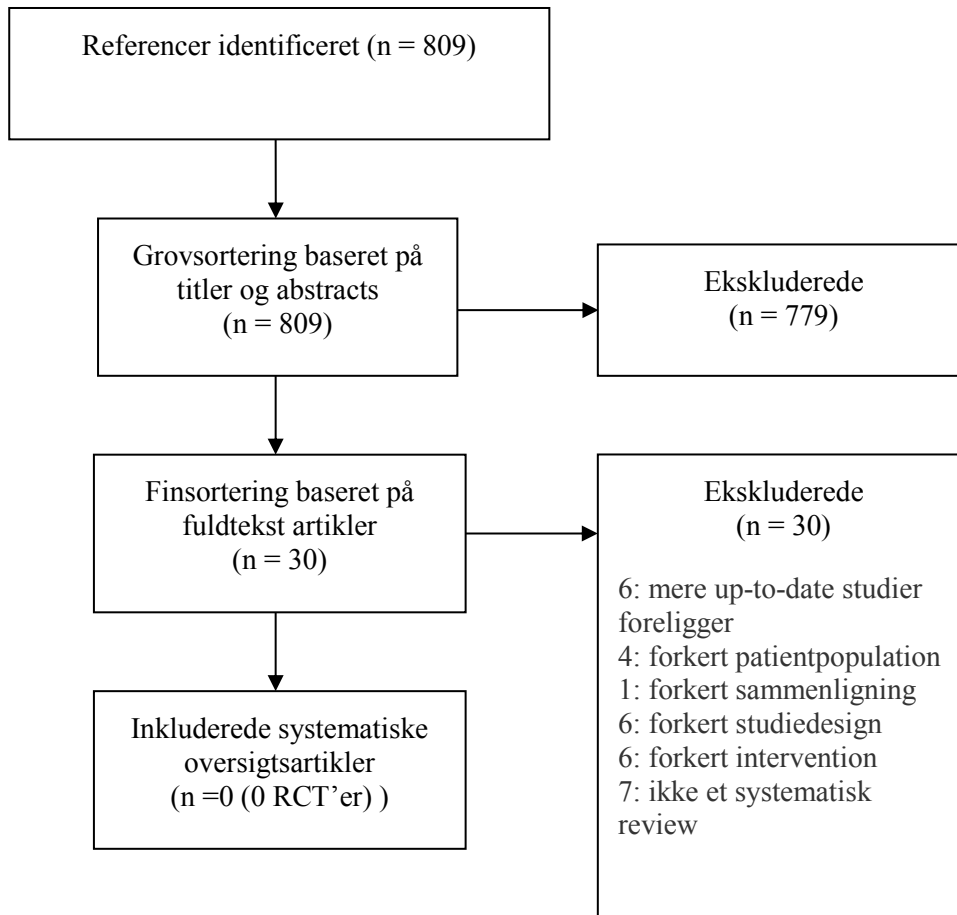 Referencer identificeret (n = 809)
Grovsortering baseret på
titler og abstracts
(n = 809)
Ekskluderede
(n = 779)
Finsortering baseret på
fuldtekst artikler
(n = 30)
Ekskluderede
(n = 30)
6: mere up-to-date studier
foreligger
4: forkert patientpopulation
1: forkert sammenligning
6: forkert studiedesign
6: forkert intervention
7: ikke et systematisk
review
Inkluderede systematiske
oversigtsartikler
(n =0 (0 RCT’er) )